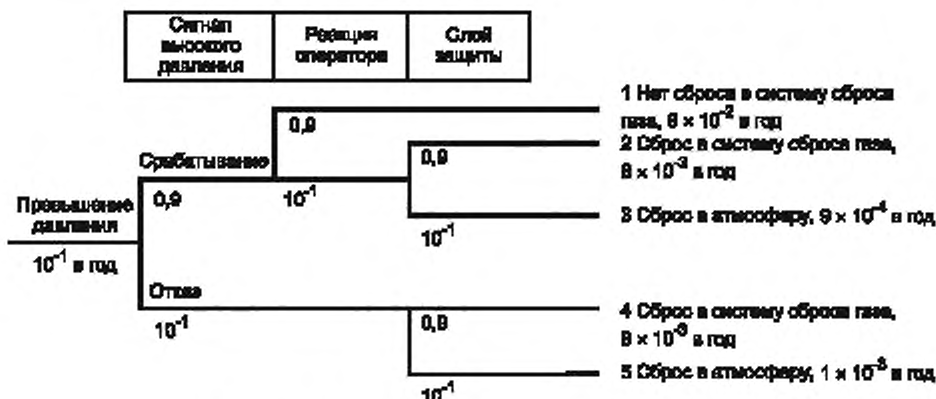 Сигнал
высокого
давления
Реакция
оператора
Слой
защиты
1 Нет сброса в систему сброса
газа, 8 × 10⁻² в год
0,9
2 Сброс в систему сброса газа,
8 × 10⁻³ в год
0,9
Срабатывание
0,9
10⁻¹
3 Сброс в атмосферу, 9 × 10⁻⁴ в год
10⁻¹
Превышение
давления
10⁻¹ в год
Отказ
10⁻¹
4 Сброс в систему сброса газа,
9 × 10⁻³ в год
0,9
5 Сброс в атмосферу, 1 × 10⁻³ в год
10⁻¹